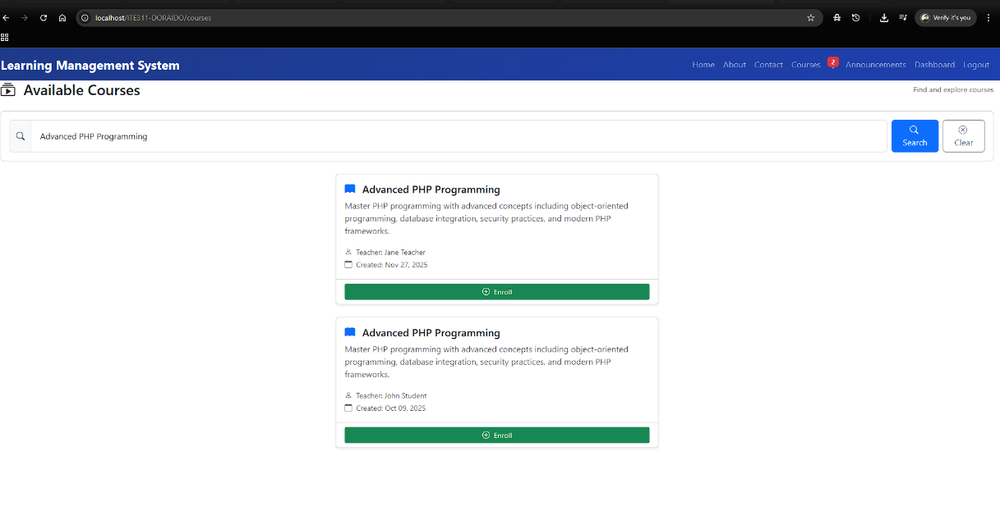 localhost/ITE311-DORAIDO/courses
Verify it's you
Learning Management System
Home About Contact Courses 2 Announcements Dashboard Logout
Available Courses
Find and explore courses
Advanced PHP Programming
Search
Clear
Advanced PHP Programming
Master PHP programming with advanced concepts including object-oriented
programming, database integration, security practices, and modern PHP
frameworks.
Teacher: Jane Teacher
Created: Nov 27, 2025
Enroll
Advanced PHP Programming
Master PHP programming with advanced concepts including object-oriented
programming, database integration, security practices, and modern PHP
frameworks.
Teacher: John Student
Created: Oct 09, 2025
Enroll